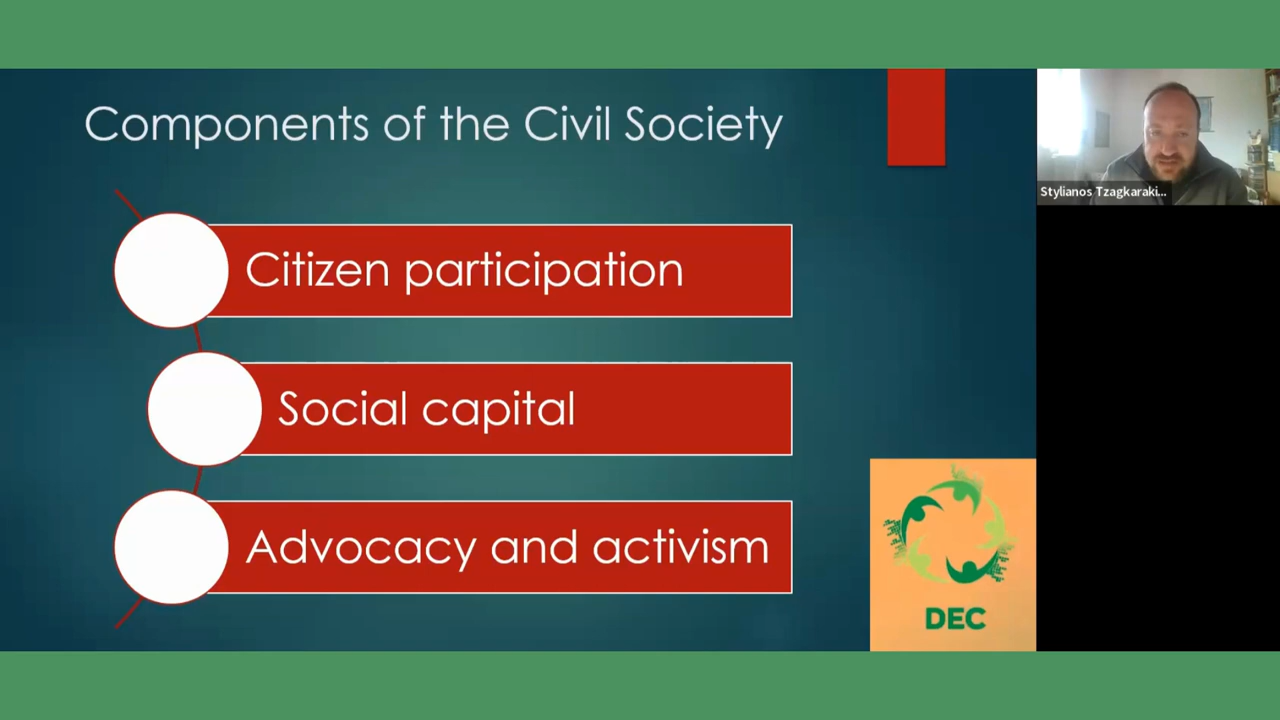 Components of the Civil Society
Citizen participation
Social capital
Advocacy and activism
DEC
Stylianos Tzagkaraki...